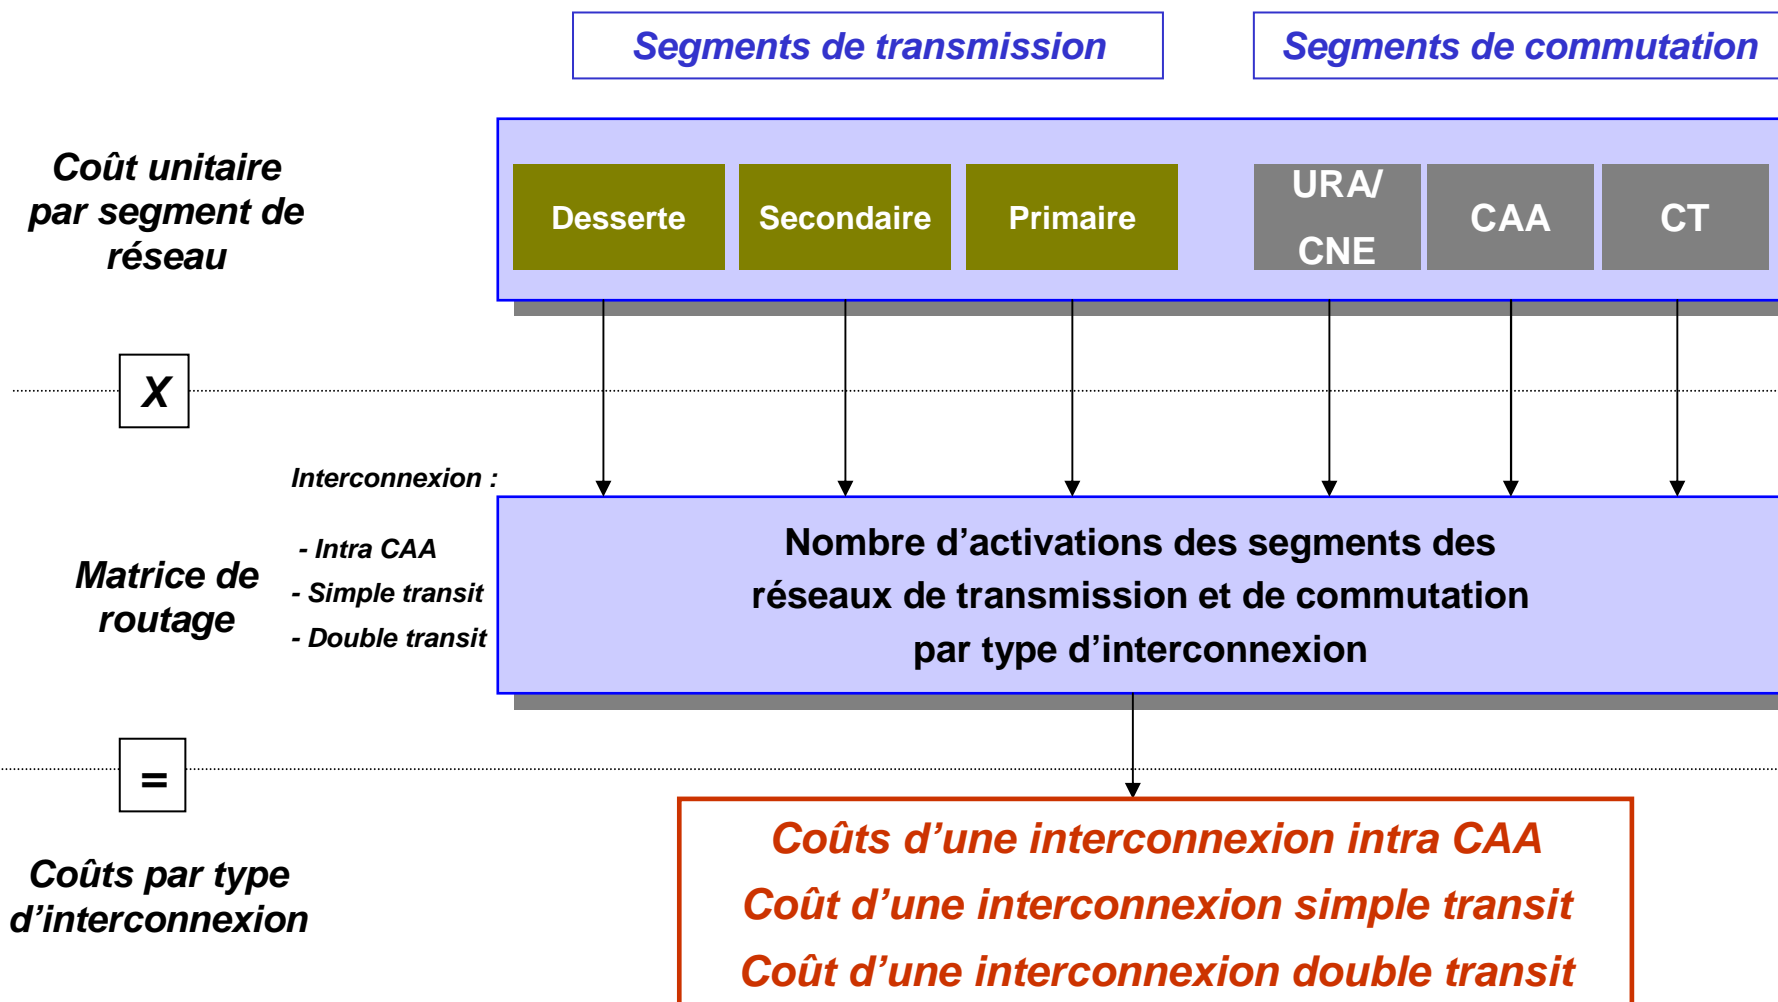 Segments de transmission
Segments de commutation
Coût unitaire
par segment de
réseau
Desserte
Secondaire
Primaire
URA/
CNE
CAA
CT
X
Interconnexion :
- Intra CAA
- Simple transit
- Double transit
Matrice de
routage
Nombre d’activations des segments des
réseaux de transmission et de commutation
par type d’interconnexion
=
Coûts par type
d’interconnexion
Coûts d’une interconnexion intra CAA
Coût d’une interconnexion simple transit
Coût d’une interconnexion double transit